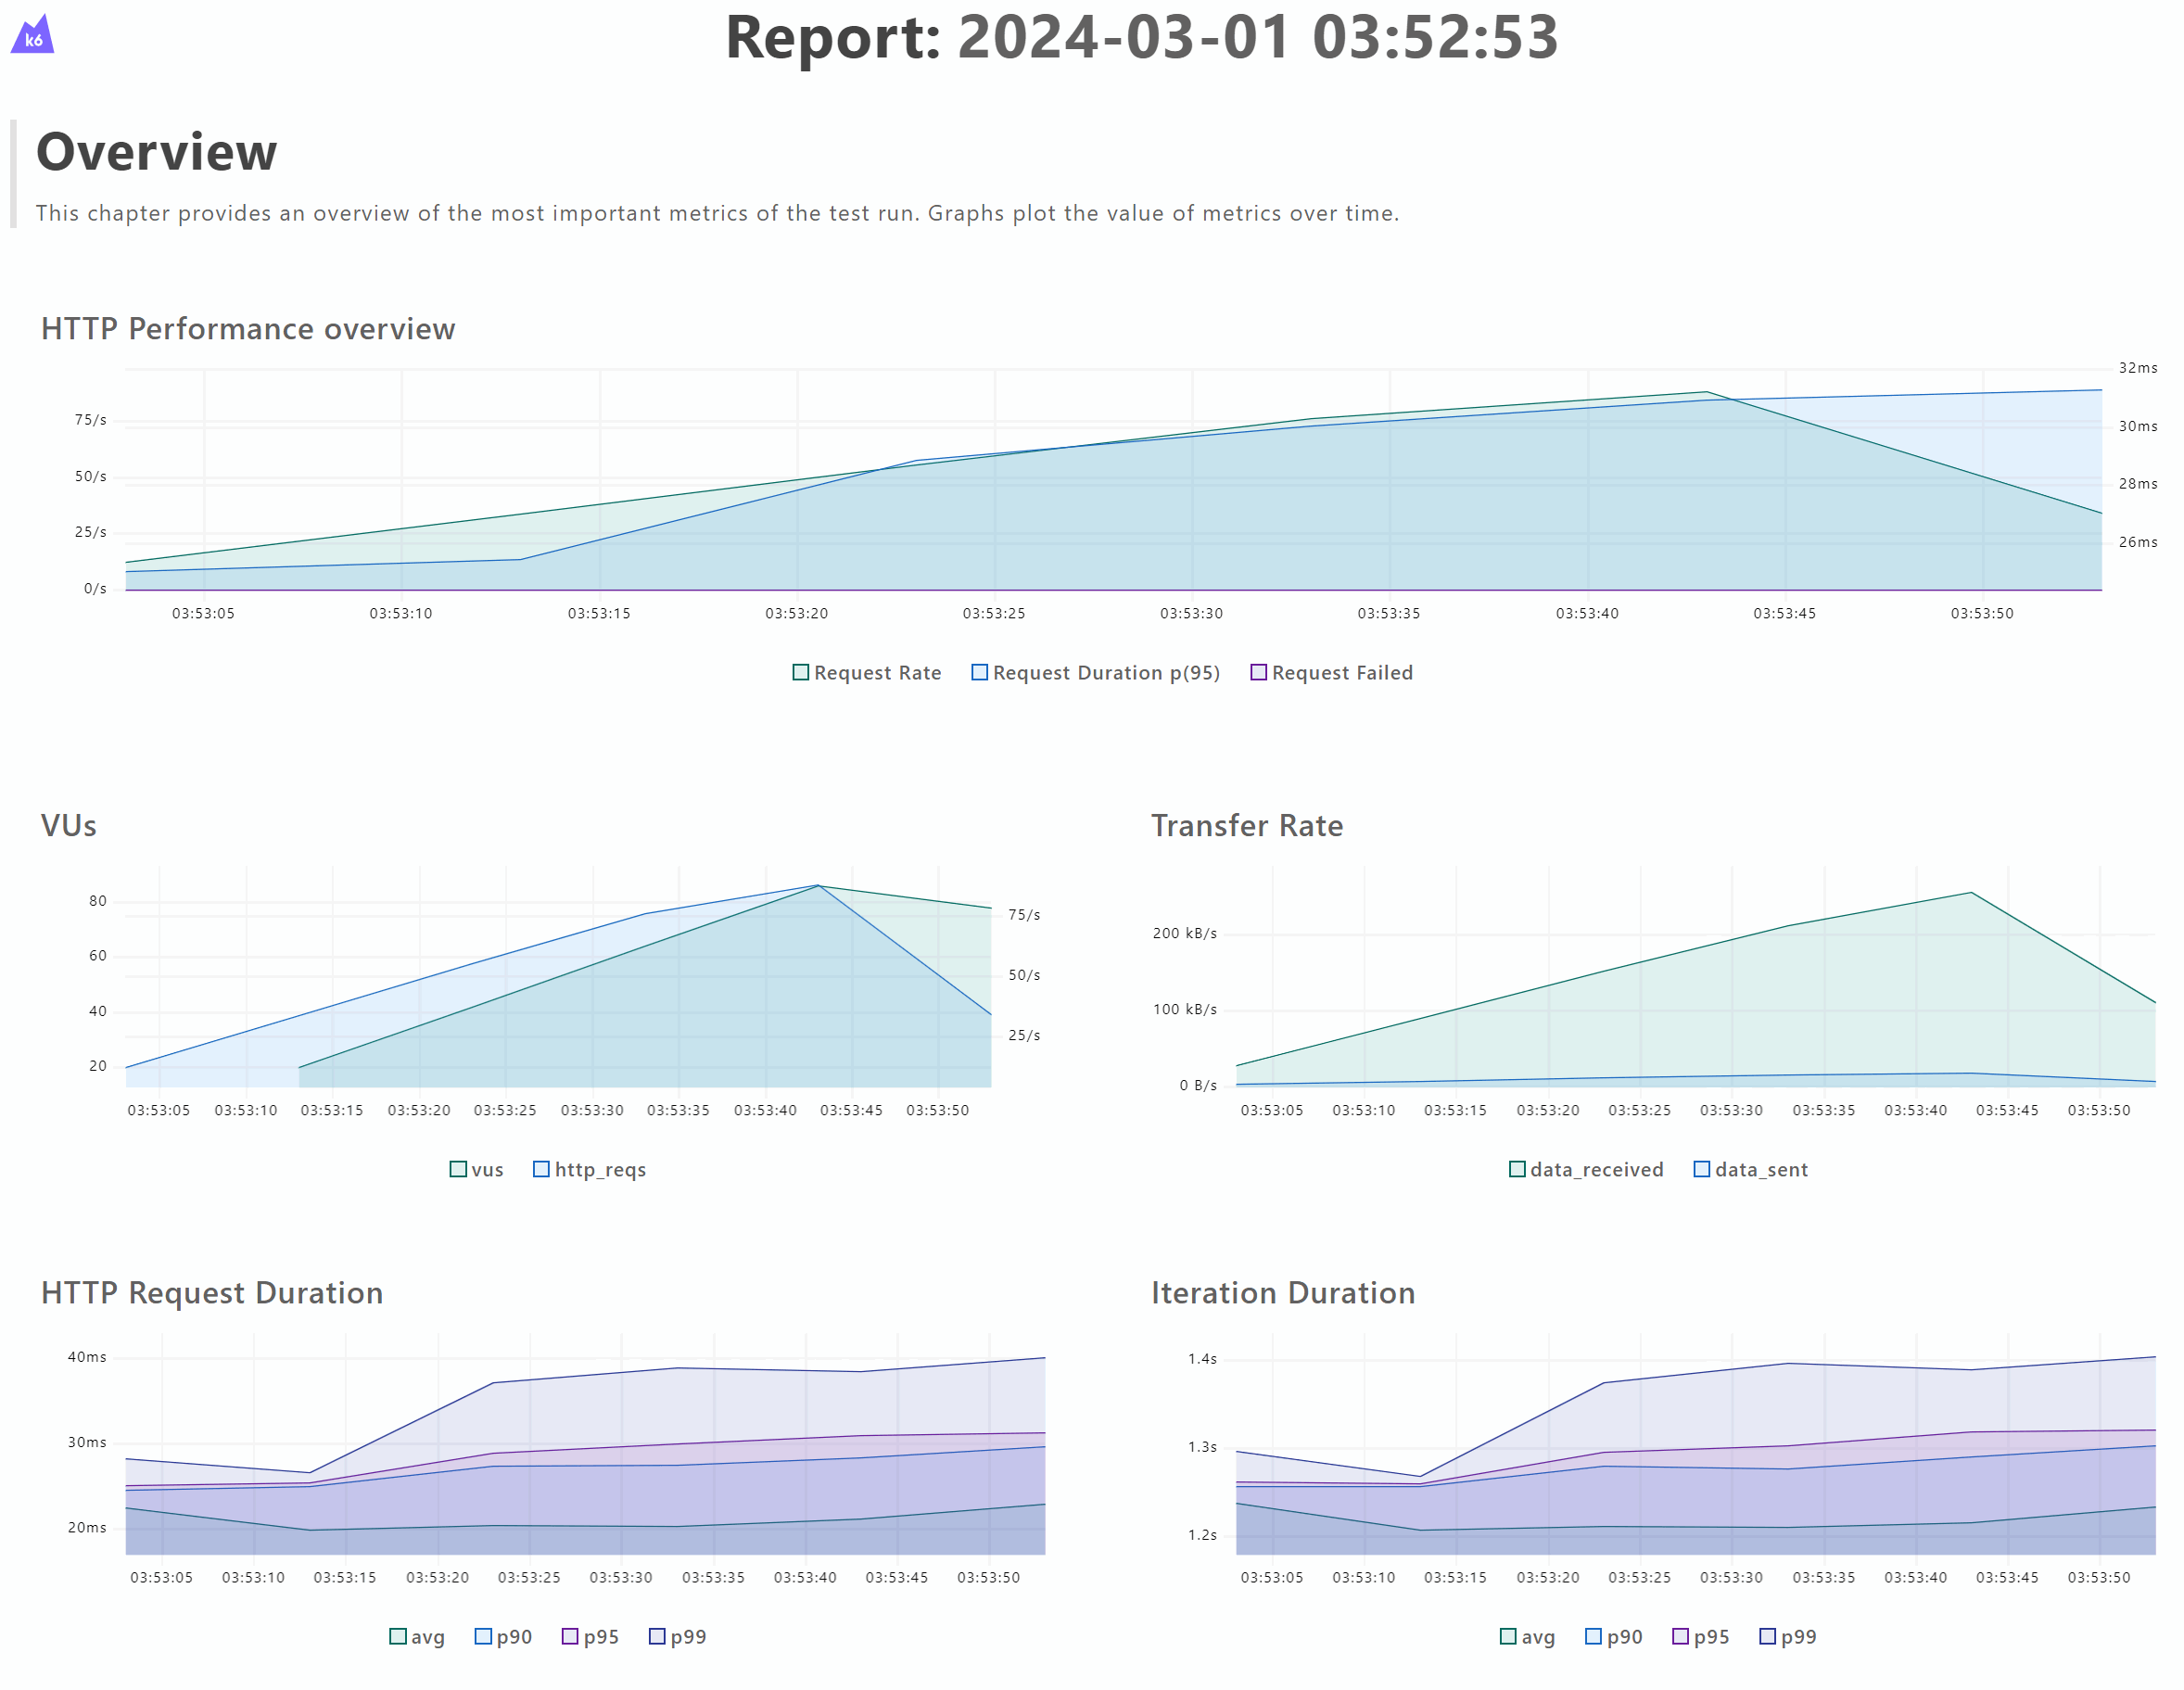 k6
Report: 2024-03-01 03:52:53
Overview
This chapter provides an overview of the most important metrics of the test run. Graphs plot the value of metrics over time.
HTTP Performance overview
32ms
75/s
30ms
50/s
28ms
25/s
26ms
0/s
03:53:05 03:53:10 03:53:15 03:53:20 03:53:25 03:53:30 03:53:35 03:53:40 03:53:45 03:53:50
Request Rate Request Duration p(95) Request Failed
VUs
80
75/s
60
50/s
40
25/s
20
03:53:05 03:53:10 03:53:15 03:53:20 03:53:25 03:53:30 03:53:35 03:53:40 03:53:45 03:53:50
vus http_reqs
Transfer Rate
200 kB/s
100 kB/s
0 B/s
03:53:05 03:53:10 03:53:15 03:53:20 03:53:25 03:53:30 03:53:35 03:53:40 03:53:45 03:53:50
data_received data_sent
HTTP Request Duration
40ms
30ms
20ms
03:53:05 03:53:10 03:53:15 03:53:20 03:53:25 03:53:30 03:53:35 03:53:40 03:53:45 03:53:50
avg p90 p95 p99
Iteration Duration
1.4s
1.3s
1.2s
03:53:05 03:53:10 03:53:15 03:53:20 03:53:25 03:53:30 03:53:35 03:53:40 03:53:45 03:53:50
avg p90 p95 p99